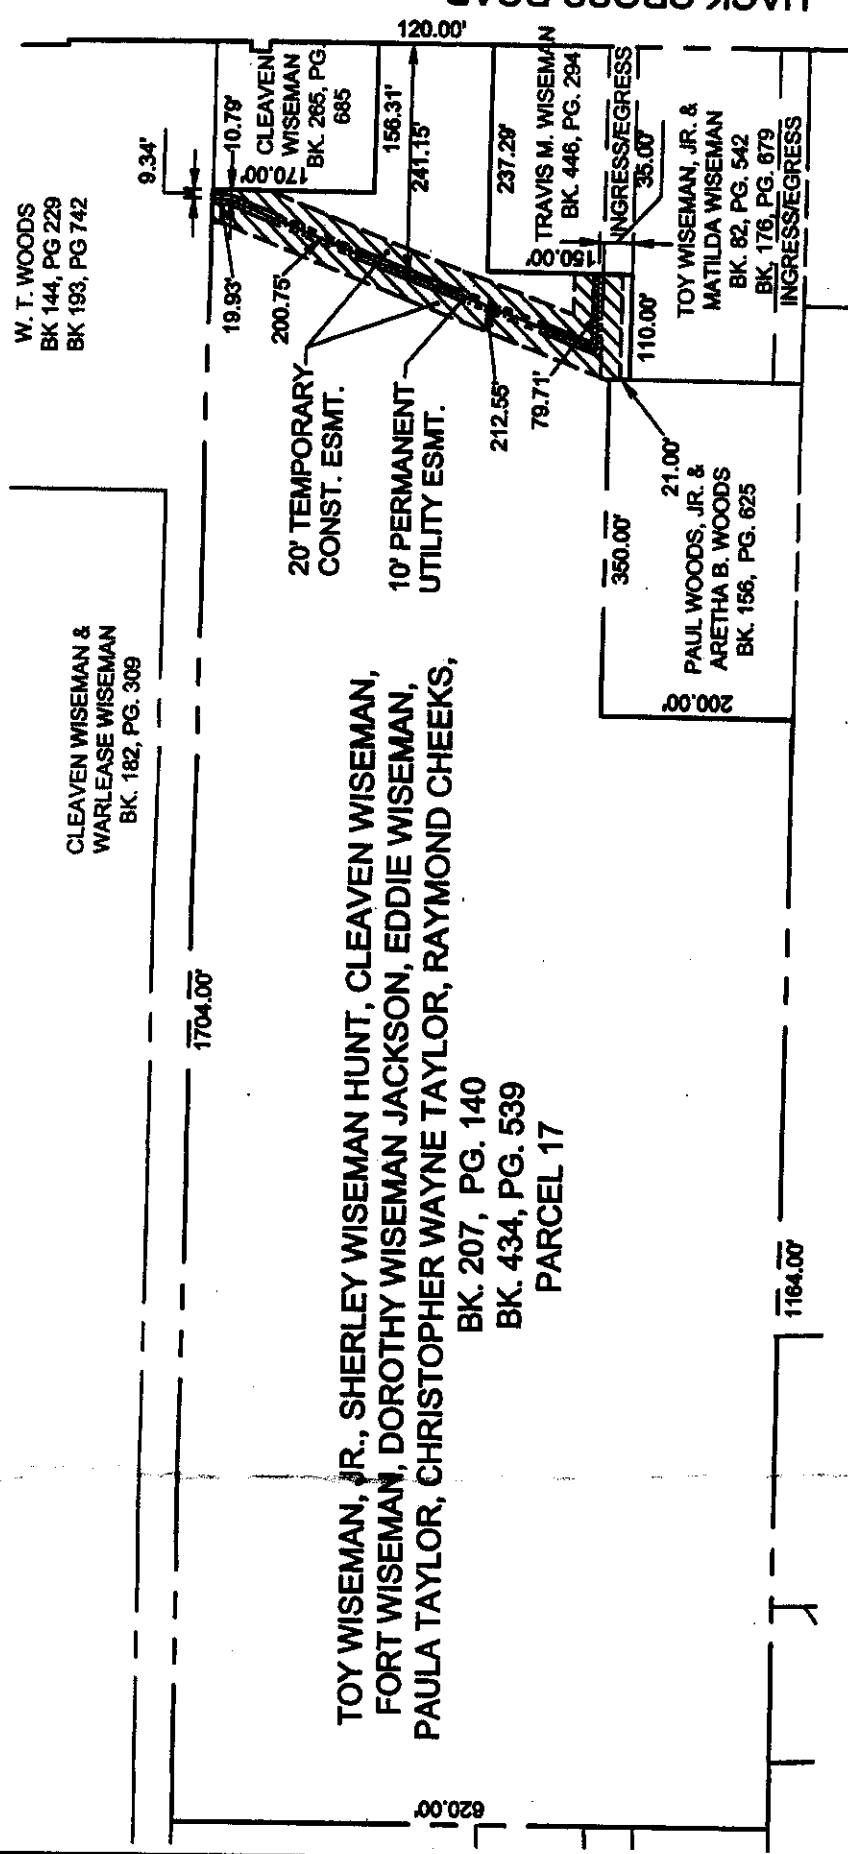 W. T. WOODS
BK 144, PG 229
BK 193, PG 742
9.34'
10.79'
CLEAVEN
WISEMAN
BK. 265, PG.
685
170.00'
120.00'
156.31'
241.15'
237.29'
TRAVIS M. WISEMAN
BK. 446, PG. 294
150.00'
INGRESS/EGRESS
35.00'
TOY WISEMAN, JR. &
MATILDA WISEMAN
BK. 82, PG. 542
BK. 176, PG. 679
INGRESS/EGRESS
19.93'
200.75'
20' TEMPORARY
CONST. ESMT.
10' PERMANENT
UTILITY ESMT.
212.55'
79.71'
110.00'
21.00'
350.00'
PAUL WOODS, JR. &
ARETHA B. WOODS
BK. 156, PG. 625
200.00'
CLEAVEN WISEMAN &
WARLEASE WISEMAN
BK. 182, PG. 309
1704.00'
TOY WISEMAN, JR., SHERLEY WISEMAN HUNT, CLEAVEN WISEMAN,
FORT WISEMAN, DOROTHY WISEMAN JACKSON, EDDIE WISEMAN,
PAULA TAYLOR, CHRISTOPHER WAYNE TAYLOR, RAYMOND CHEEKS,
BK. 207, PG. 140
BK. 434, PG. 539
PARCEL 17
1164.00'
620.00'